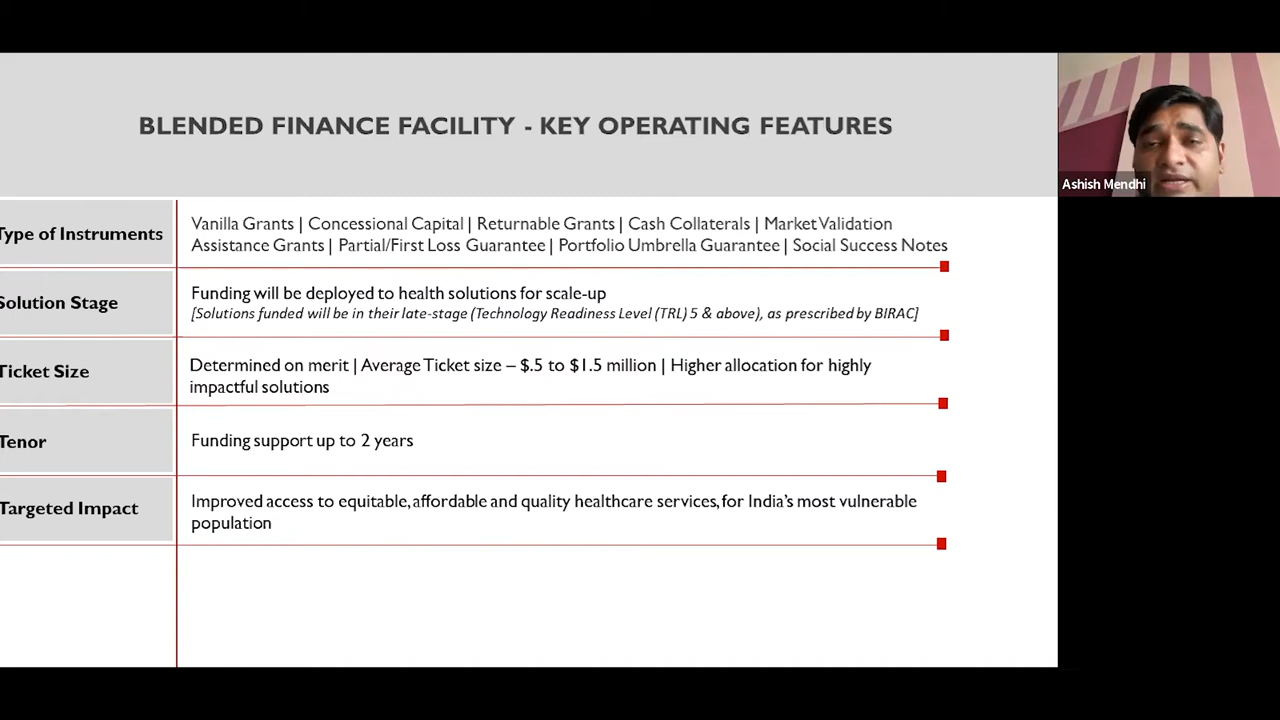 BLENDED FINANCE FACILITY - KEY OPERATING FEATURES
Ashish Mendhi
Type of Instruments
Vanilla Grants | Concessional Capital | Returnable Grants | Cash Collaterals | Market Validation
Assistance Grants | Partial/First Loss Guarantee | Portfolio Umbrella Guarantee | Social Success Notes
Solution Stage
Funding will be deployed to health solutions for scale-up
[Solutions funded will be in their late-stage (Technology Readiness Level (TRL) 5 & above), as prescribed by BIRAC]
Ticket Size
Determined on merit | Average Ticket size – $.5 to $1.5 million | Higher allocation for highly
impactful solutions
Tenor
Funding support up to 2 years
Targeted Impact
Improved access to equitable, affordable and quality healthcare services, for India's most vulnerable
population